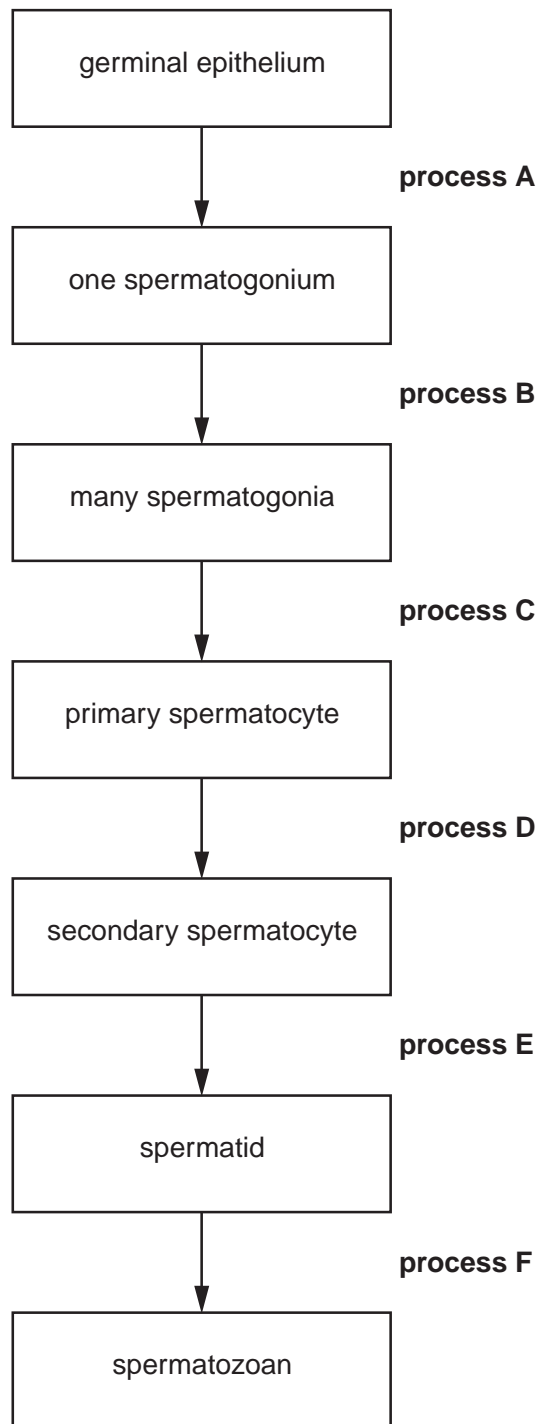 germinal epithelium
process A
one spermatogonium
process B
many spermatogonia
process C
primary spermatocyte
process D
secondary spermatocyte
process E
spermatid
process F
spermatozoan